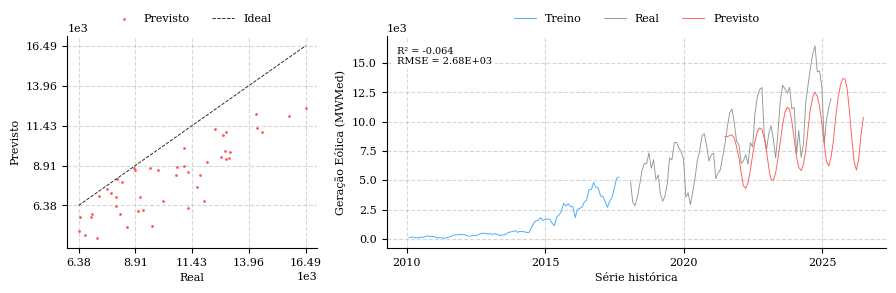 Previsto Ideal
1e3
16.49
13.96
11.43
8.91
6.38
Previsto
6.38 8.91 11.43 13.96 16.49
1e3
Real
Treino Real Previsto
1e3
R² = -0.064
RMSE = 2.68E+03
15.0
12.5
10.0
7.5
5.0
2.5
0.0
Geração Eólica (MWMed)
2010 2015 2020 2025
Série histórica